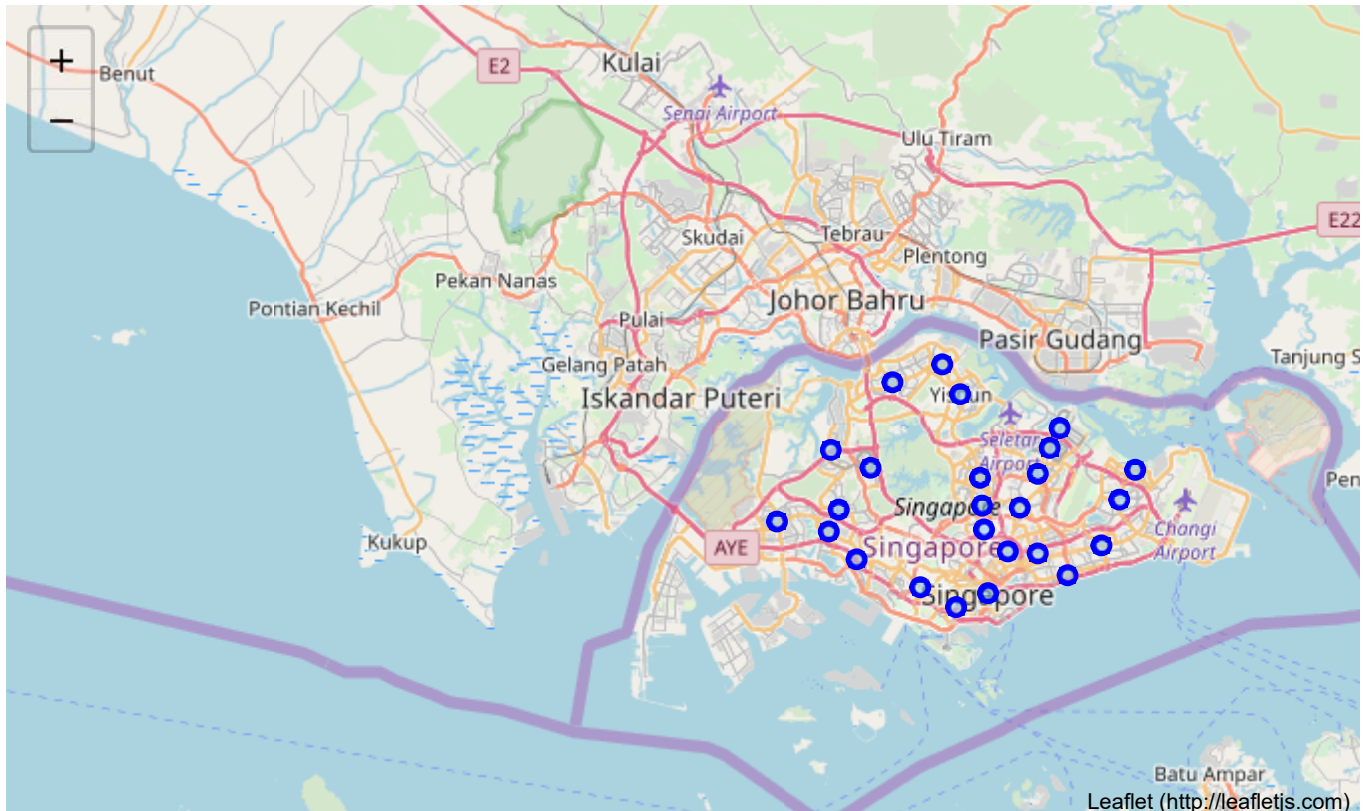 +
−
Benut
E2
Kulai
Senai Airport
Ulu Tiram
E22
Skudai
Tebrau
Plentong
Pekan Nanas
Pontian Kechil
Johor Bahru
Pulai
Pasir Gudang
Gelang Patah
Tanjung S
Iskandar Puteri
Seletar
Airport
Pen
Singapore
Changi
Airport
Kukup
AYE
Singapore
Singapore
Batu Ampar
Leaflet (http://leafletjs.com)